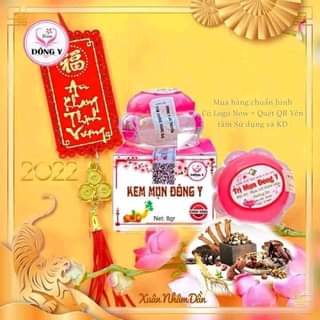 ĐÔNG Y
福
An
Khang
Thịnh
Vượng
Mua hàng chuẩn hình
Có Logo New + Quét QR Yên
tâm Sử dụng và KD
2022
ĐÔNG Y
KEM MỤN ĐÔNG Y
Net: 8gr
Trị Mụn Đông Y
Xuân Nhâm Dần